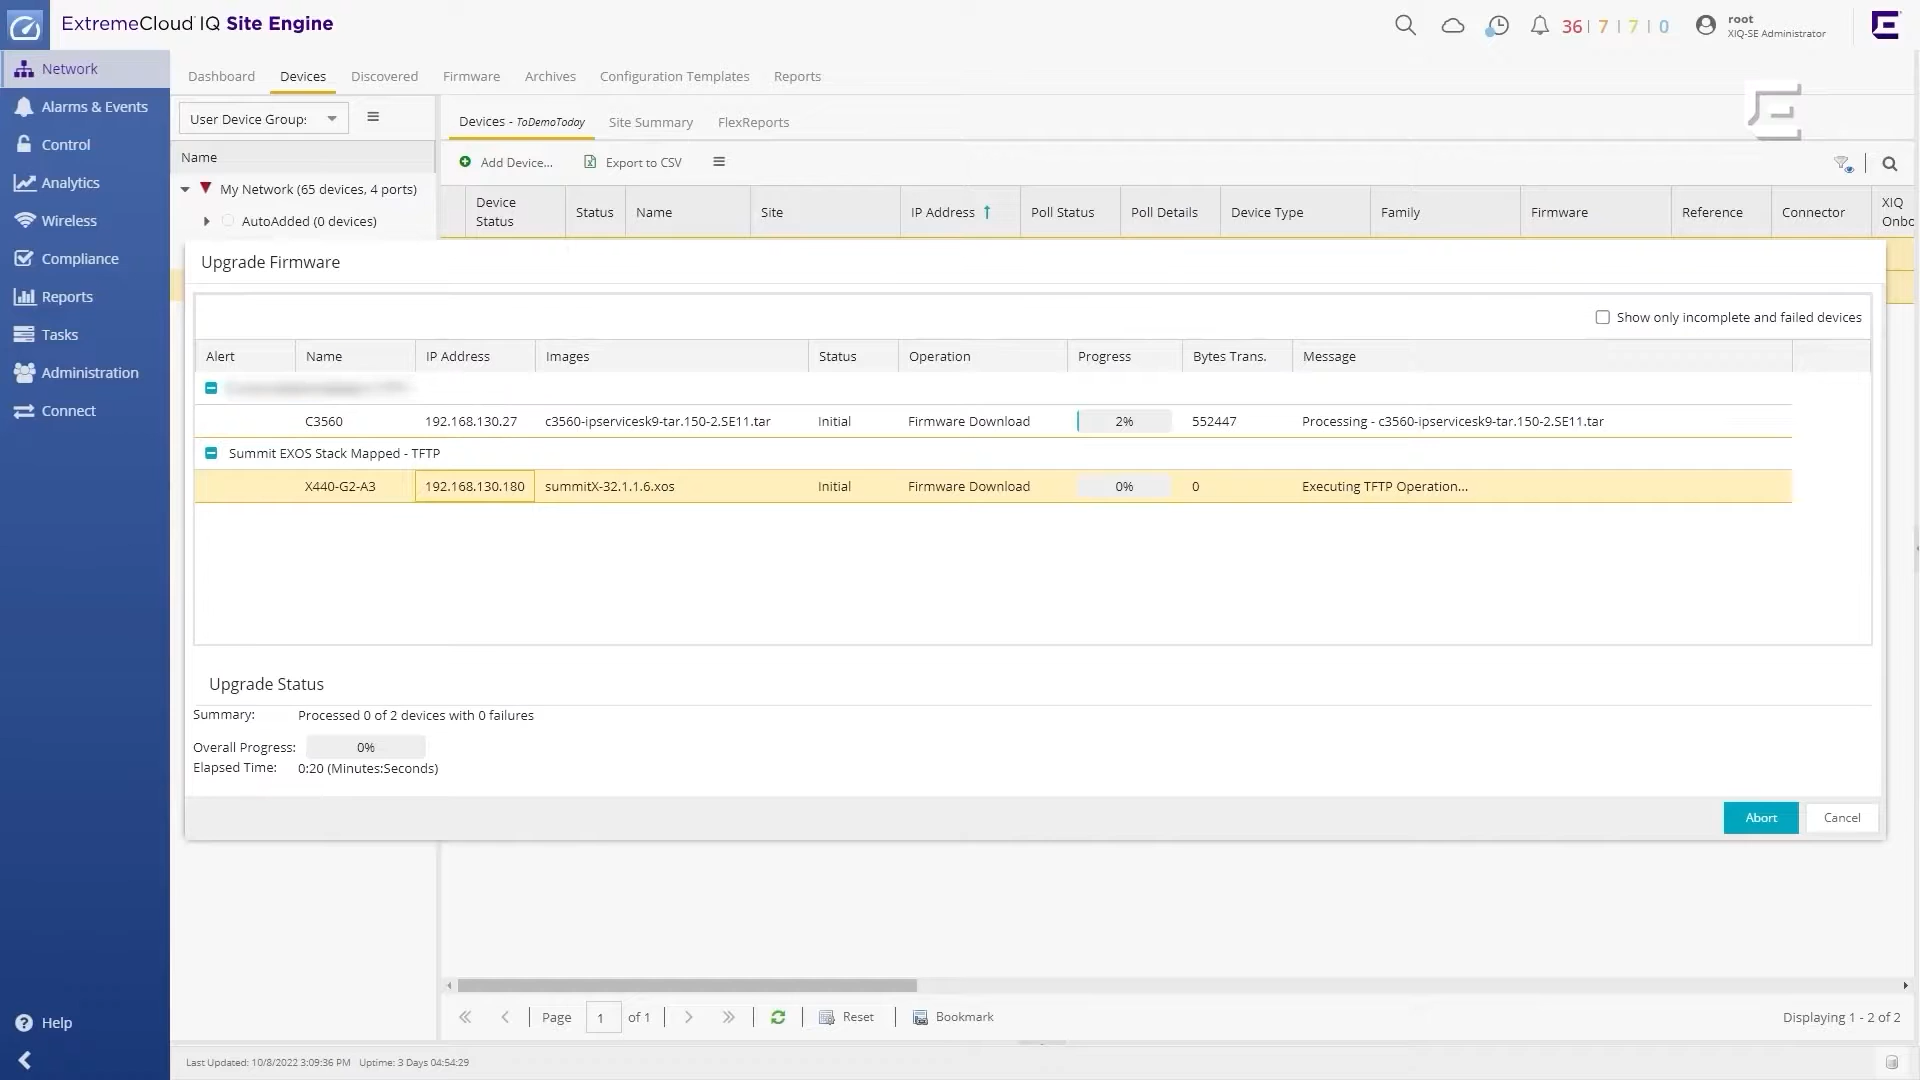 ExtremeCloud IQ Site Engine
36 | 7 | 7 | 0
root
XIQ-SE Administrator
Network
Alarms & Events
Control
Analytics
Wireless
Compliance
Reports
Tasks
Administration
Connect
Help
Dashboard
Devices
Discovered
Firmware
Archives
Configuration Templates
Reports
User Device Group:
Name
My Network (65 devices, 4 ports)
AutoAdded (0 devices)
Devices - ToDemoToday
Site Summary
FlexReports
Add Device...
Export to CSV
Device
Status
Status
Name
Site
IP Address
Poll Status
Poll Details
Device Type
Family
Firmware
Reference
Connector
XIQ
Onbo
Upgrade Firmware
Show only incomplete and failed devices
Alert Name IP Address Images Status Operation Progress Bytes Trans. Message
C3560 192.168.130.27 c3560-ipservicesk9-tar.150-2.SE11.tar Initial Firmware Download 2% 552447 Processing - c3560-ipservicesk9-tar.150-2.SE11.tar
Summit EXOS Stack Mapped - TFTP
X440-G2-A3 192.168.130.180 summitX-32.1.1.6.xos Initial Firmware Download 0% 0 Executing TFTP Operation...
Upgrade Status
Summary: Processed 0 of 2 devices with 0 failures
Overall Progress: 0%
Elapsed Time: 0:20 (Minutes:Seconds)
Abort
Cancel
Page 1 of 1
Reset
Bookmark
Displaying 1 - 2 of 2
Last Updated: 10/8/2022 3:09:36 PM Uptime: 3 Days 04:54:29